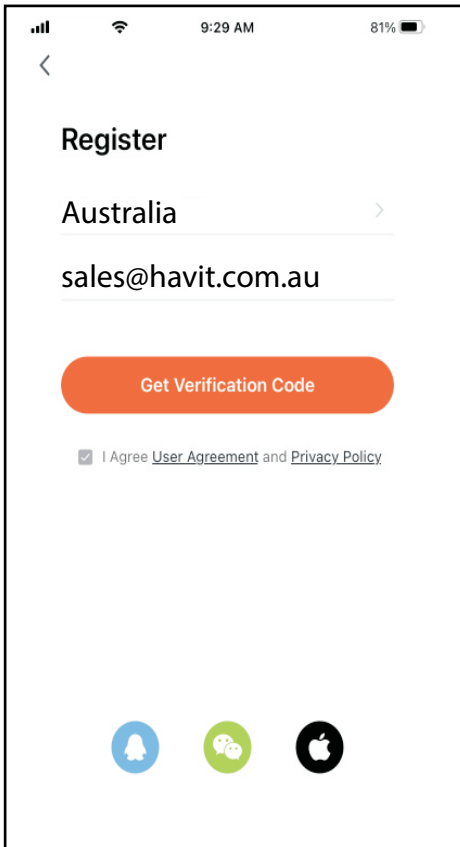 9:29 AM
81%
Register
Australia
sales@havit.com.au
Get Verification Code
I Agree User Agreement and Privacy Policy